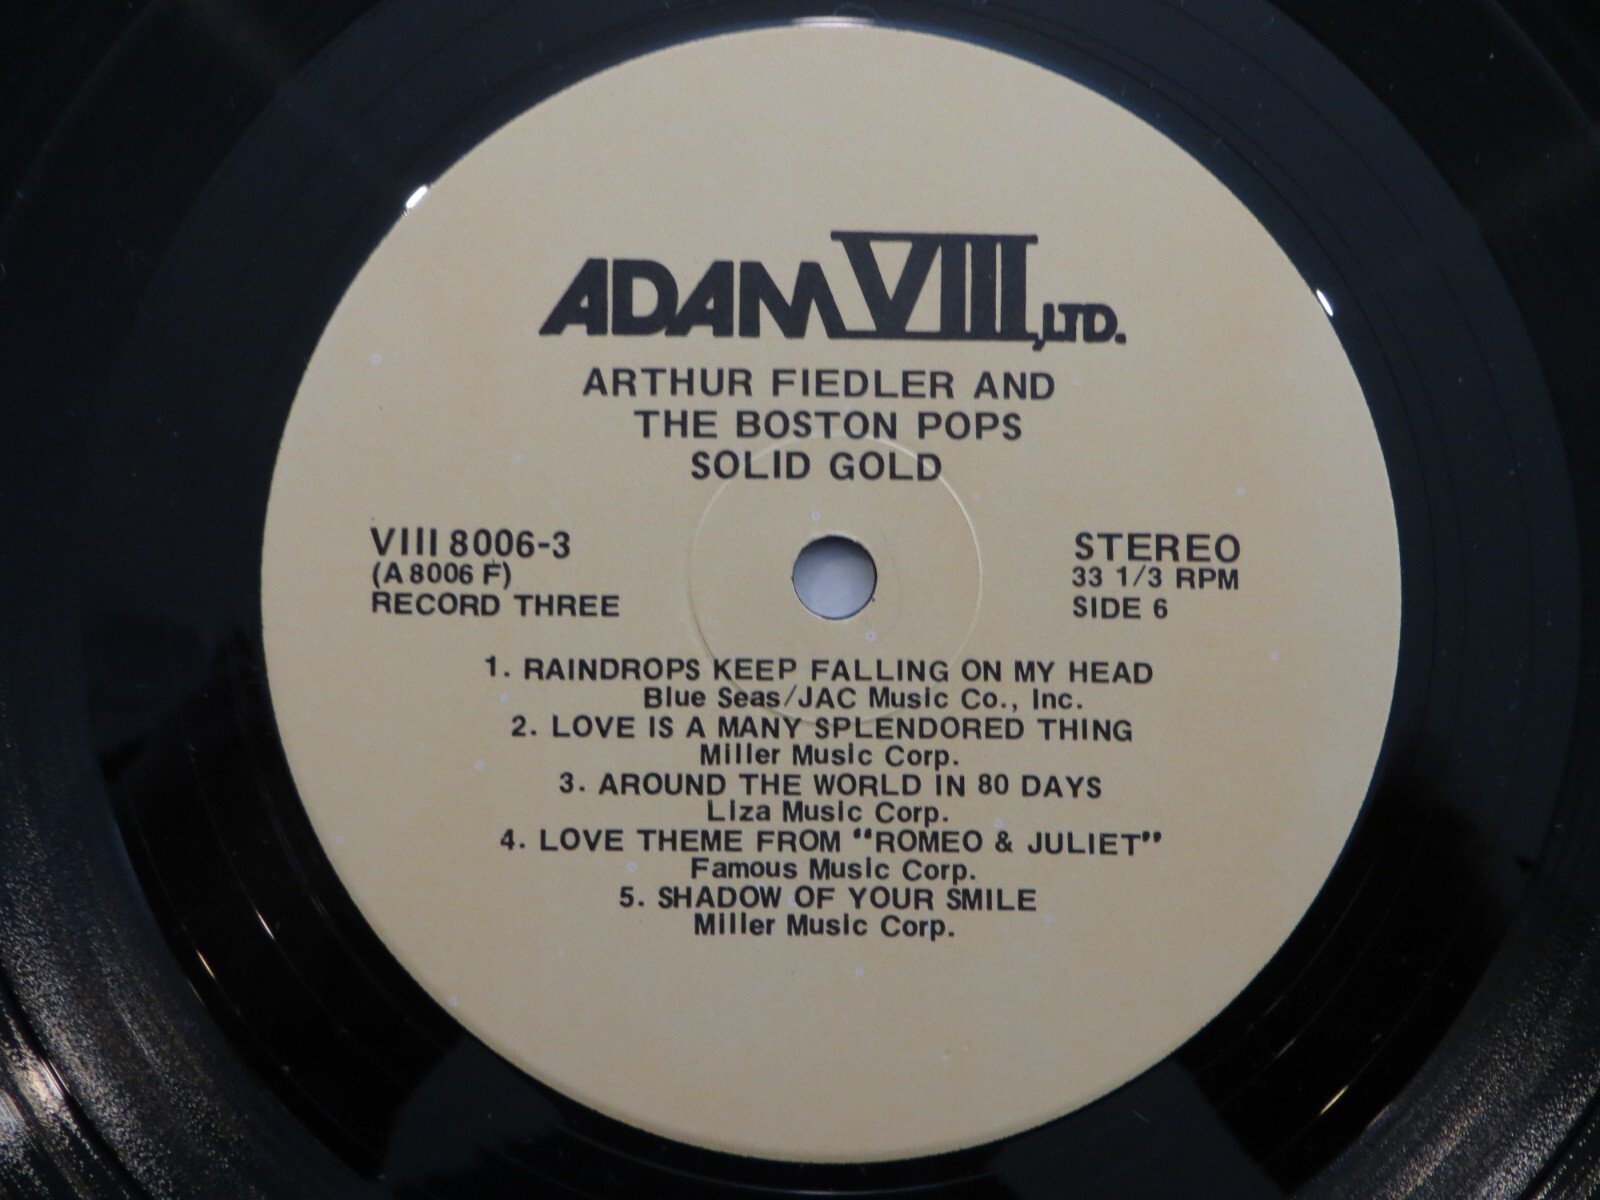 ADAM VIII, LTD.
ARTHUR FIEDLER AND
THE BOSTON POPS
SOLID GOLD
VIII 8006-3
(A 8006 F)
RECORD THREE
STEREO
33 1/3 RPM
SIDE 6
1. RAINDROPS KEEP FALLING ON MY HEAD
Blue Seas/JAC Music Co., Inc.
2. LOVE IS A MANY SPLENDORED THING
Miller Music Corp.
3. AROUND THE WORLD IN 80 DAYS
Liza Music Corp.
4. LOVE THEME FROM "ROMEO & JULIET"
Famous Music Corp.
5. SHADOW OF YOUR SMILE
Miller Music Corp.